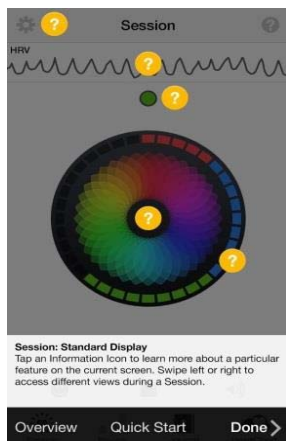 ?
Session
?
HRV
?
?
?
?
Session: Standard Display
Tap an Information Icon to learn more about a particular
feature on the current screen. Swipe left or right to
access different views during a Session.
Overview Quick Start Done